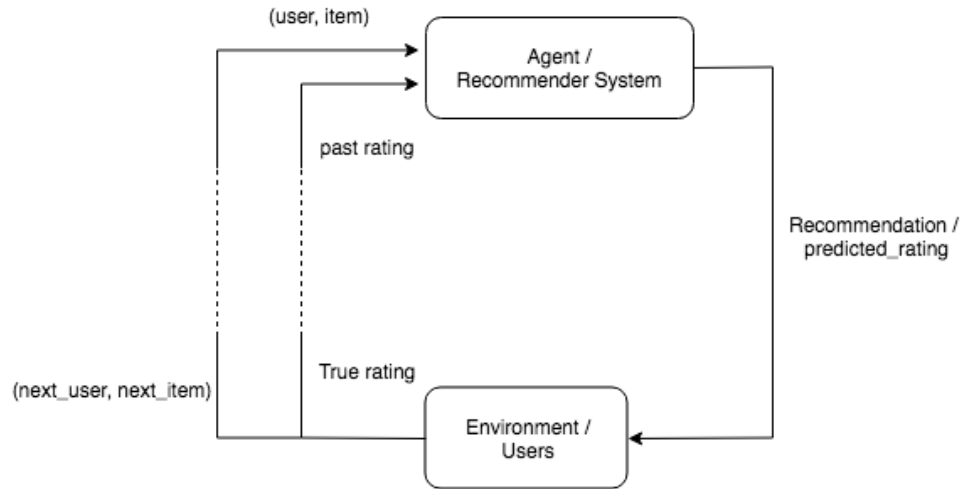 (user, item)
Agent /
Recommender System
past rating
Recommendation /
predicted_rating
True rating
(next_user, next_item)
Environment /
Users